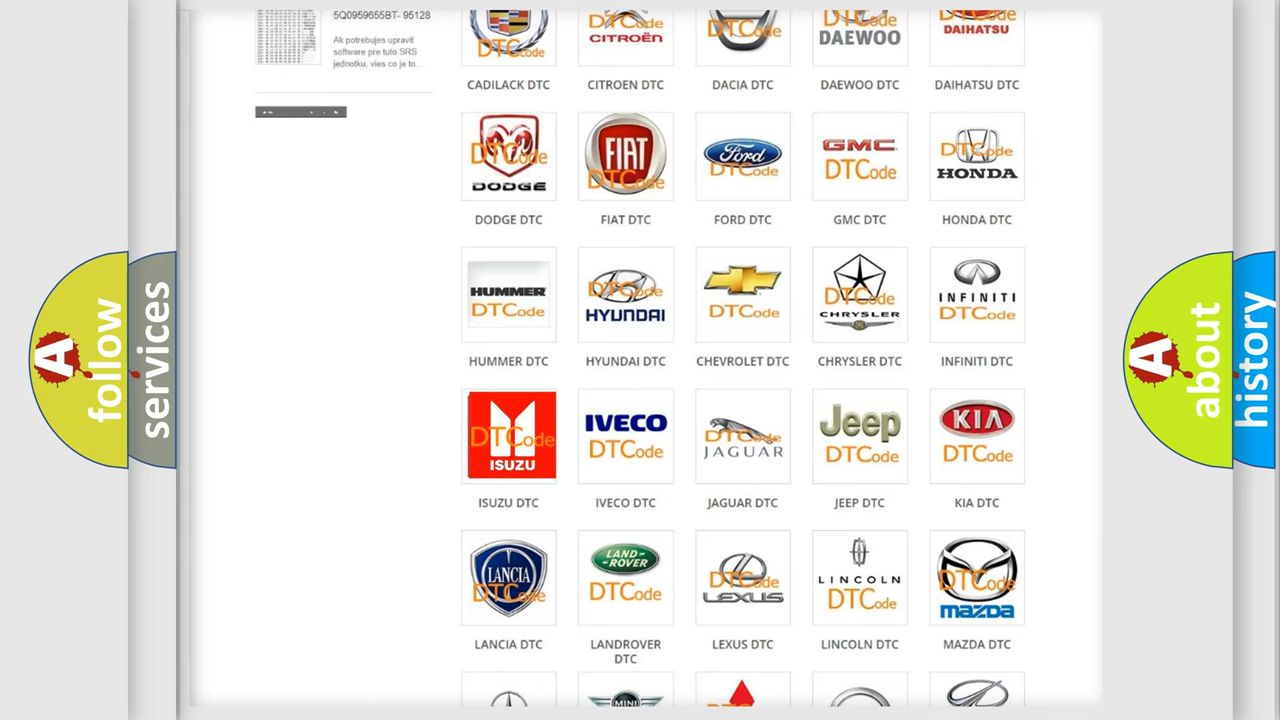 5Q0959655BT- 95128
Ak potrebujes upravit
software pre tuto SRS
jednotku, vies co je to...
DTCode
DTCode
CITROËN
DTCode
DAEWOO
DTCode
DAIHATSU
CADILACK DTC
CITROEN DTC
DACIA DTC
DAEWOO DTC
DAIHATSU DTC
DTCode
DODGE
FIAT
DTCode
Ford
DTCode
GMC
DTCode
DTCode
HONDA
DODGE DTC
FIAT DTC
FORD DTC
GMC DTC
HONDA DTC
HUMMER
DTCode
DTCode
HYUNDAI
DTCode
DTCode
CHRYSLER
INFINITI
DTCode
HUMMER DTC
HYUNDAI DTC
CHEVROLET DTC
CHRYSLER DTC
INFINITI DTC
DTCode
ISUZU
IVECO
DTCode
DTCode
JAGUAR
Jeep
DTCode
KIA
DTCode
ISUZU DTC
IVECO DTC
JAGUAR DTC
JEEP DTC
KIA DTC
LANCIA
DTCode
LAND-
ROVER
DTCode
DTCode
LEXUS
LINCOLN
DTCode
DTCode
mazda
LANCIA DTC
LANDROVER
DTC
LEXUS DTC
LINCOLN DTC
MAZDA DTC
MINI
A
follow
services
A
about
history